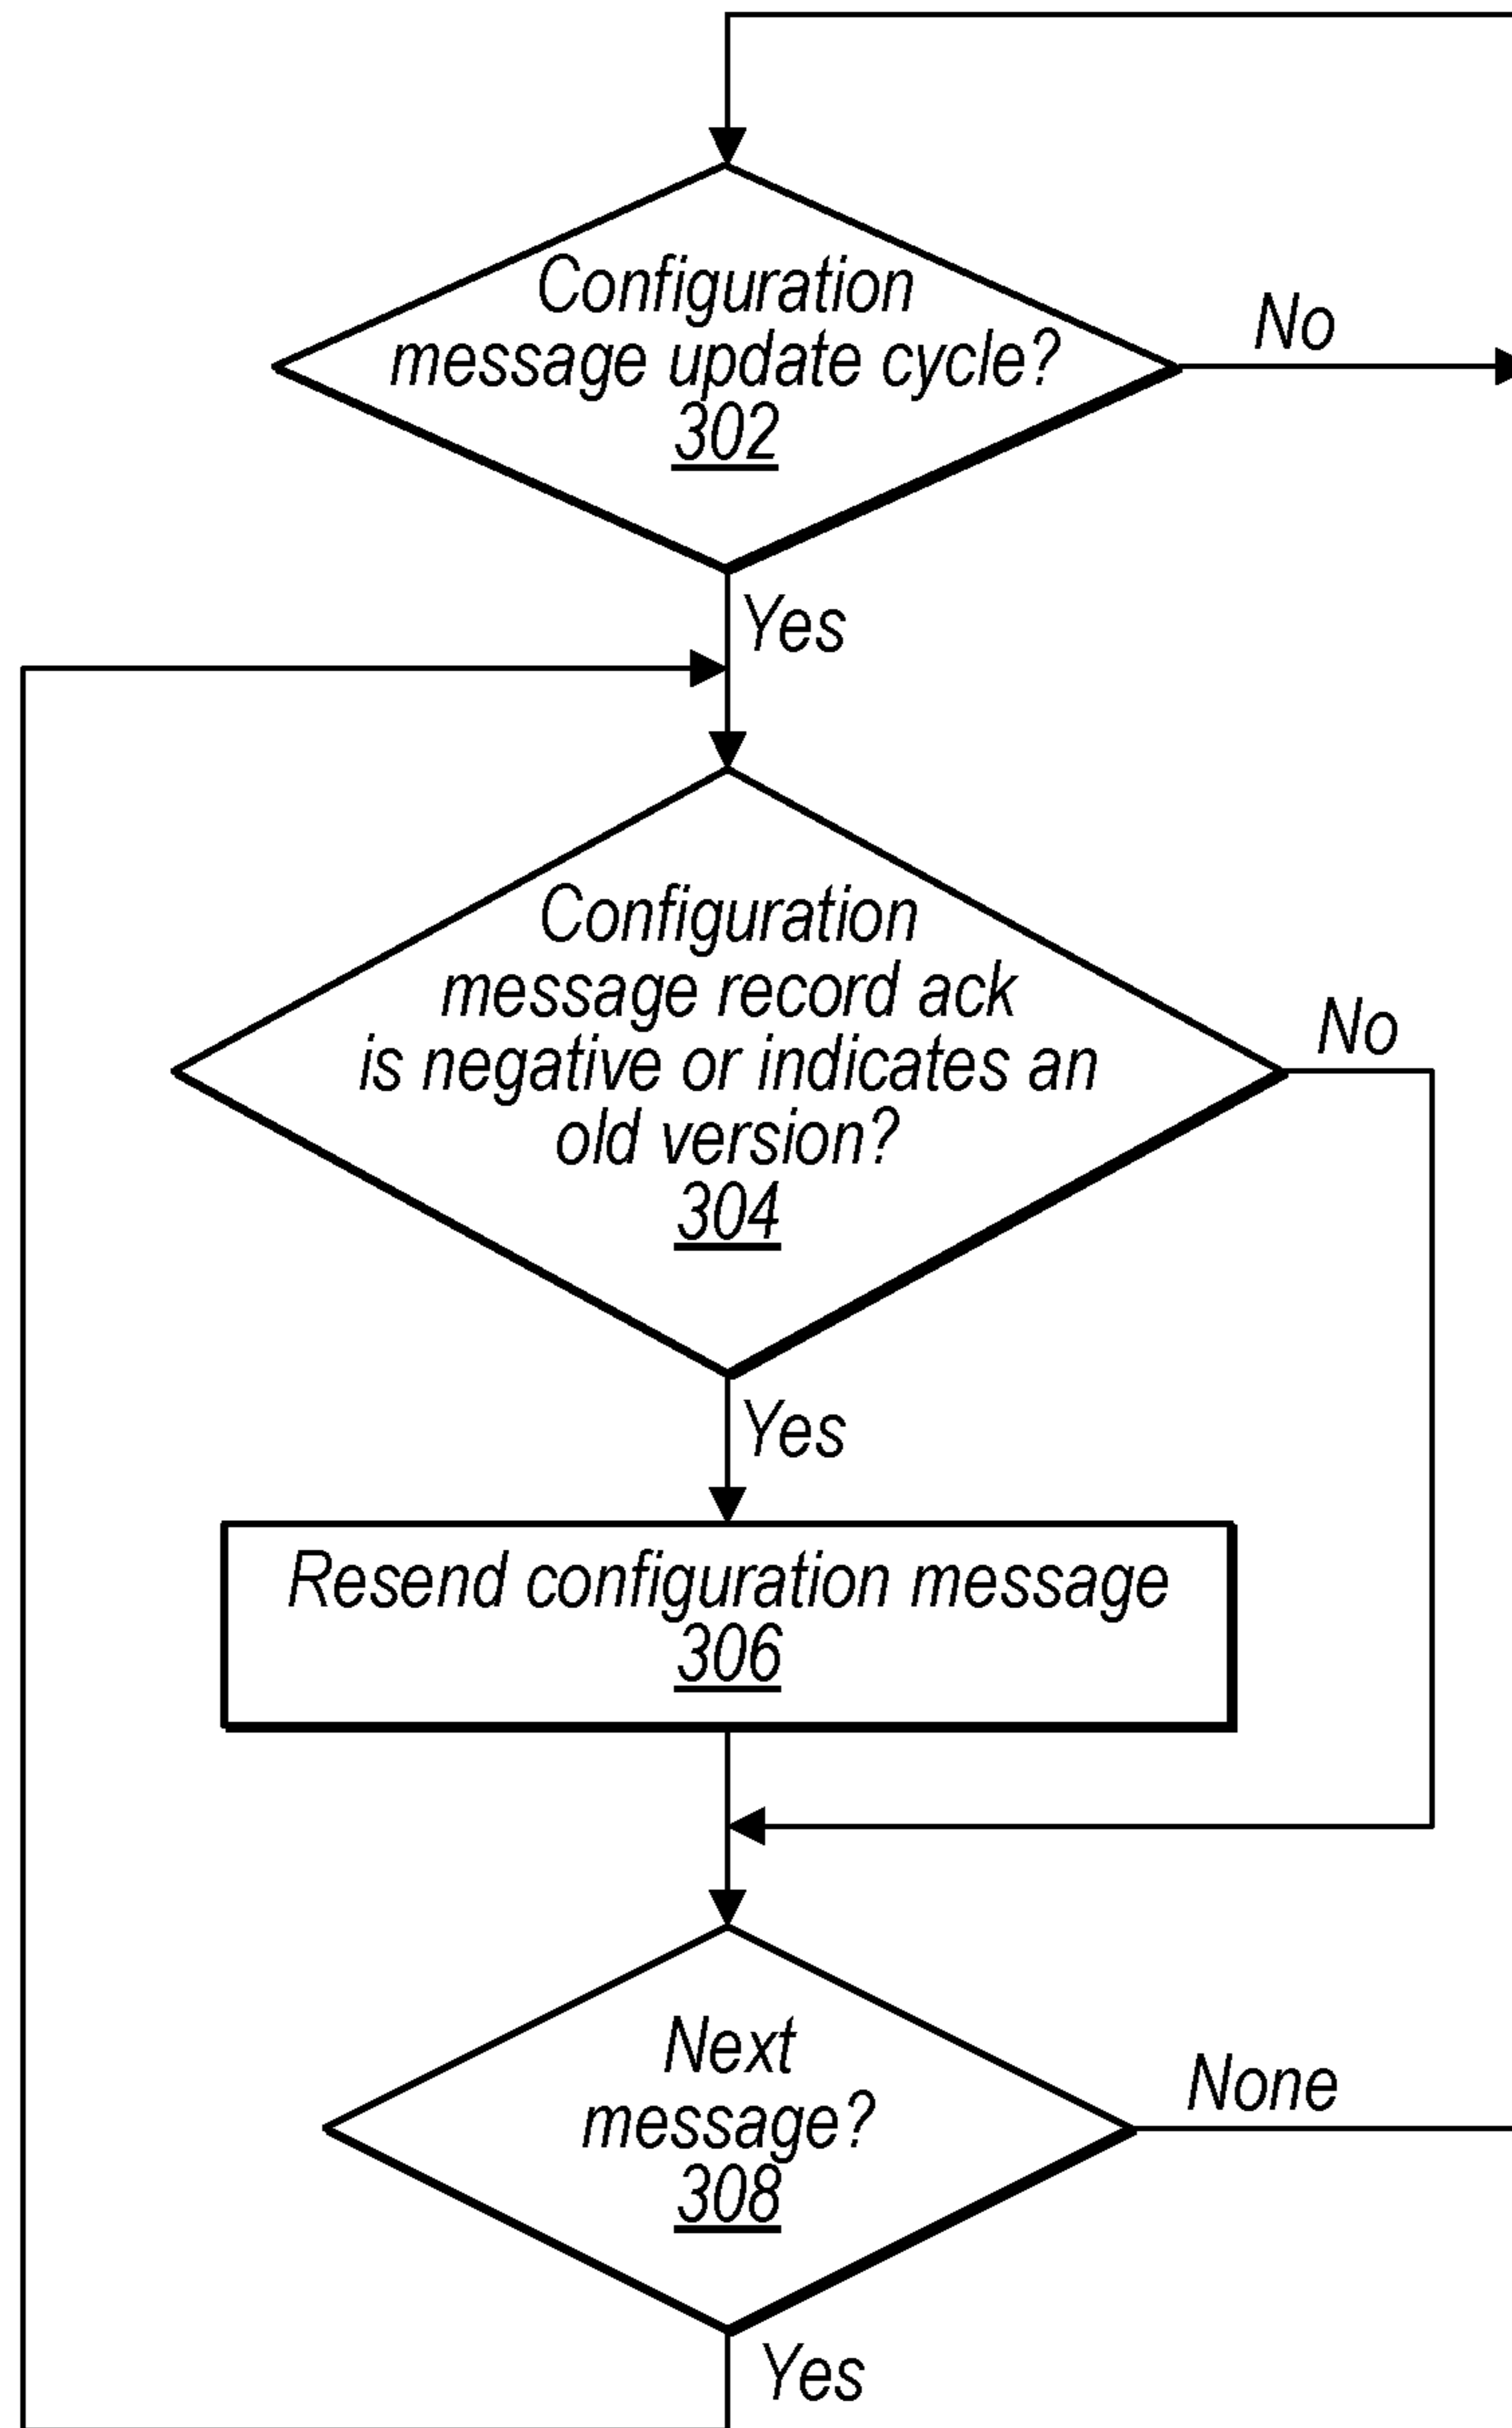 Configuration
message update cycle?
302
No
Yes
Configuration
message record ack
is negative or indicates an
old version?
304
No
Yes
Resend configuration message
306
Next
message?
308
None
Yes